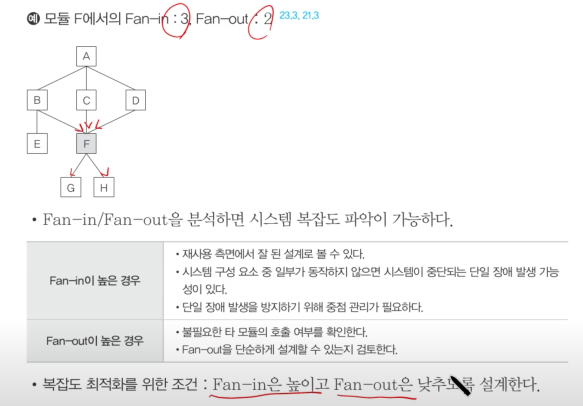 예 모듈 F에서의 Fan-in : 3, Fan-out : 2 23.3, 21.3
A
B C D
E F
G H
• Fan-in/Fan-out을 분석하면 시스템 복잡도 파악이 가능하다.
Fan-in이 높은 경우
• 재사용 측면에서 잘 된 설계로 볼 수 있다.
• 시스템 구성 요소 중 일부가 동작하지 않으면 시스템이 중단되는 단일 장애 발생 가능
성이 있다.
• 단일 장애 발생을 방지하기 위해 중점 관리가 필요하다.
Fan-out이 높은 경우
• 불필요한 타 모듈의 호출 여부를 확인한다.
• Fan-out을 단순하게 설계할 수 있는지 검토한다.
• 복잡도 최적화를 위한 조건 : Fan-in은 높이고 Fan-out은 낮추도록 설계한다.